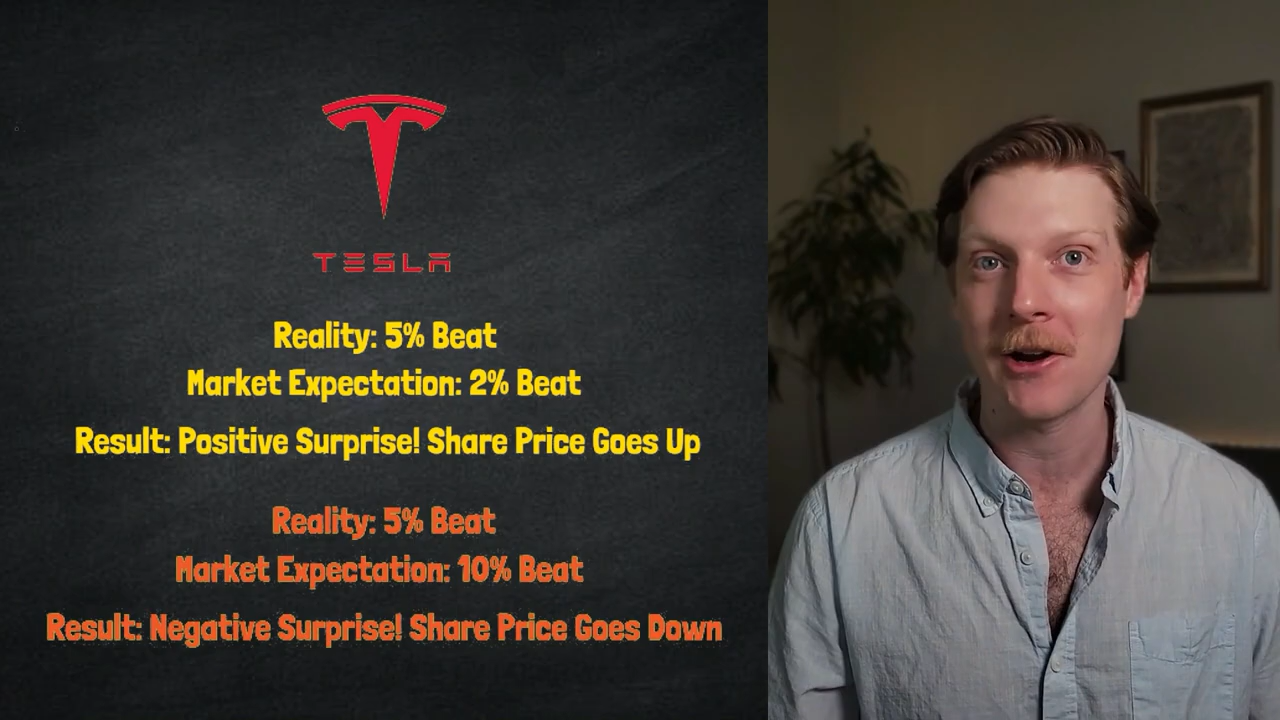 TESLA
Reality: 5% Beat
Market Expectation: 2% Beat
Result: Positive Surprise! Share Price Goes Up
Reality: 5% Beat
Market Expectation: 10% Beat
Result: Negative Surprise! Share Price Goes Down